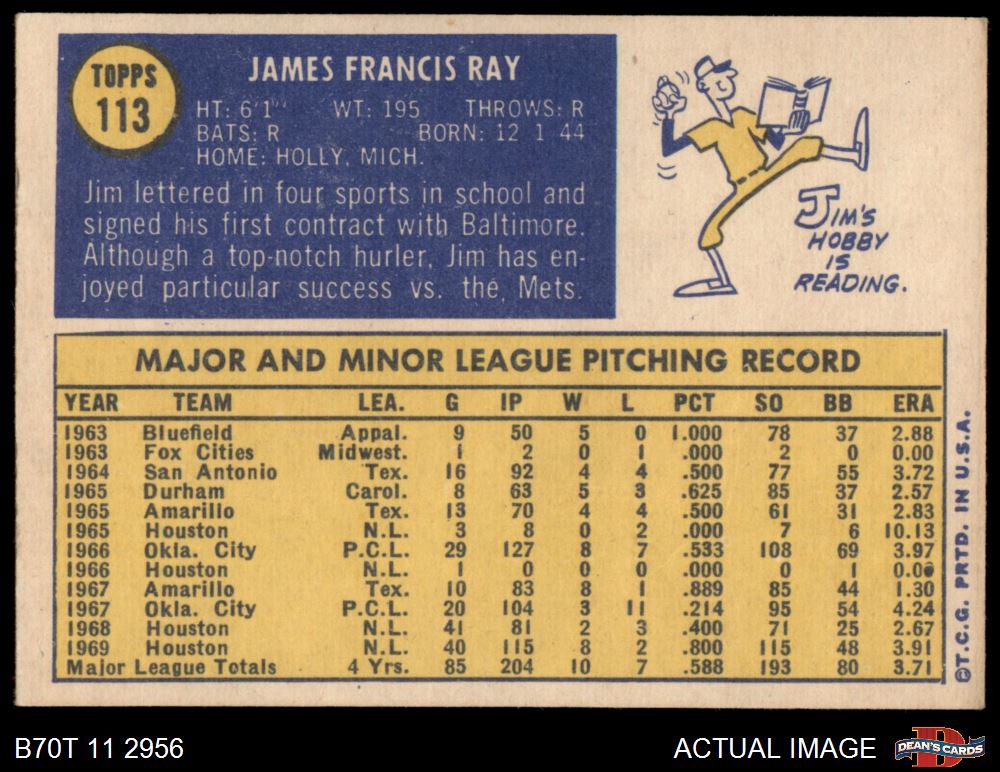 TOPPS
113
JAMES FRANCIS RAY
HT: 6'1" WT: 195 THROWS: R
BATS: R BORN: 12 1 44
HOME: HOLLY, MICH.
Jim lettered in four sports in school and
signed his first contract with Baltimore.
Although a top-notch hurler, Jim has en-
joyed particular success vs. the, Mets.
JIM'S
HOBBY
IS
READING.
MAJOR AND MINOR LEAGUE PITCHING RECORD
YEAR TEAM LEA. G IP W L PCT SO BB ERA
1963 Bluefield Appal. 9 50 5 0 1.000 78 37 2.88
1963 Fox Cities Midwest. 1 2 0 1 .000 2 0 0.00
1964 San Antonio Tex. 16 92 4 4 .500 77 55 3.72
1965 Durham Carol. 8 63 5 3 .625 85 37 2.57
1965 Amarillo Tex. 13 70 4 4 .500 61 31 2.83
1965 Houston N.L. 3 8 0 2 .000 7 6 10.13
1966 Okla. City P.C.L. 29 127 8 7 .533 108 69 3.97
1966 Houston N.L. 1 0 0 0 .000 0 1 0.00
1967 Amarillo Tex. 10 83 8 1 .889 85 44 1.30
1967 Okla. City P.C.L. 20 104 3 11 .214 95 54 4.24
1968 Houston N.L. 41 81 2 3 .400 71 25 2.67
1969 Houston N.L. 40 115 8 2 .800 115 48 3.91
Major League Totals 4 Yrs. 85 204 10 7 .588 193 80 3.71
©T.C.G. PRTD. IN U.S.A.
B70T 11 2956
ACTUAL IMAGE
D
DEAN'S CARDS